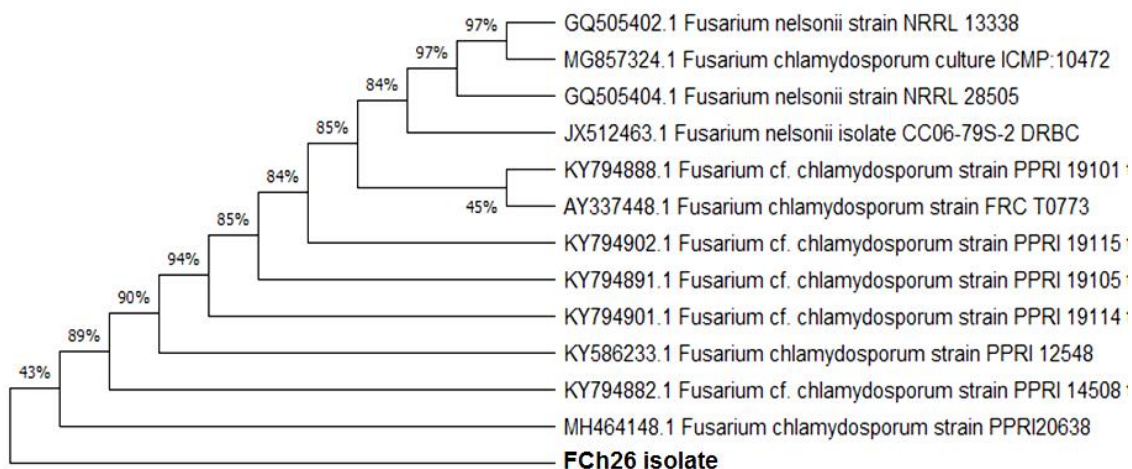 97%
GQ505402.1 Fusarium nelsonii strain NRRL 13338
97%
MG857324.1 Fusarium chlamydosporum culture ICMP:10472
84%
GQ505404.1 Fusarium nelsonii strain NRRL 28505
85%
JX512463.1 Fusarium nelsonii isolate CC06-79S-2 DRBC
84%
KY794888.1 Fusarium cf. chlamydosporum strain PPRI 19101
45%
AY337448.1 Fusarium chlamydosporum strain FRC T0773
85%
KY794902.1 Fusarium cf. chlamydosporum strain PPRI 19115
94%
KY794891.1 Fusarium cf. chlamydosporum strain PPRI 19105
90%
KY794901.1 Fusarium cf. chlamydosporum strain PPRI 19114
89%
KY586233.1 Fusarium chlamydosporum strain PPRI 12548
43%
KY794882.1 Fusarium cf. chlamydosporum strain PPRI 14508
MH464148.1 Fusarium chlamydosporum strain PPRI20638
FCh26 isolate